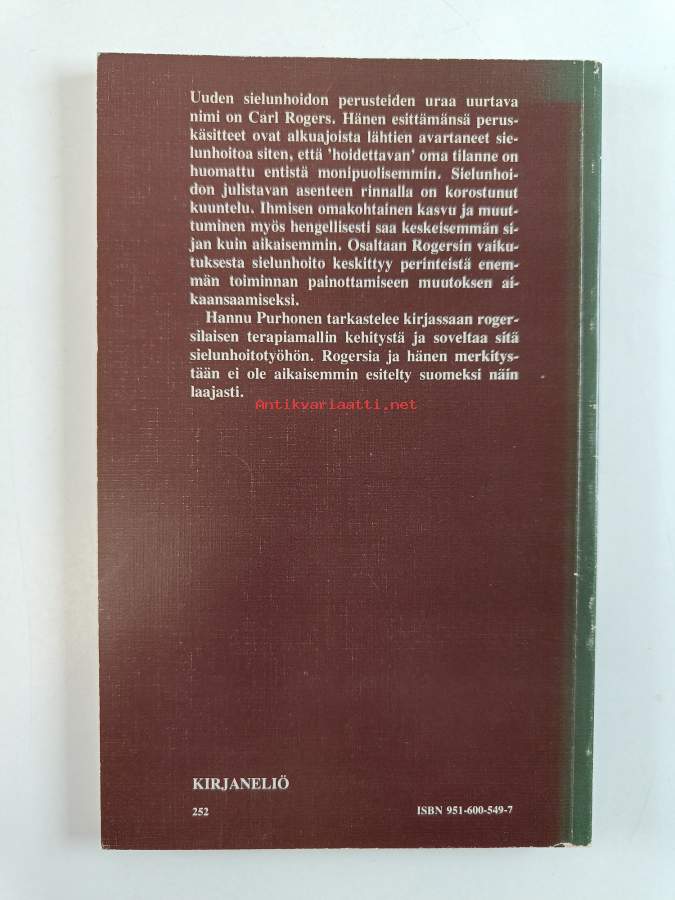 Uuden sielunhoidon perusteiden uraa uurtava
nimi on Carl Rogers. Hänen esittämänsä perus-
käsitteet ovat alkuajoista lähtien avartaneet sie-
lunhoitoa siten, että 'hoidettavan' oma tilanne on
huomattu entistä monipuolisemmin. Sielunhoi-
don julistavan asenteen rinnalla on korostunut
kuuntelu. Ihmisen omakohtainen kasvu ja muut-
tuminen myös hengellisesti saa keskeisemmän si-
jan kuin aikaisemmin. Osaltaan Rogersin vaiku-
tuksesta sielunhoito keskittyy perinteistä enem-
män toiminnan painottamiseen muutoksen ai-
kaansaamiseksi.
Hannu Purhonen tarkastelee kirjassaan roger-
silaisen terapiamallin kehitystä ja soveltaa sitä
sielunhoitotyöhön. Rogersia ja hänen merkitys-
tään ei ole aikaisemmin esitelty suomeksi näin
laajasti.
Antikvariaatti.net
KIRJANELIÖ
252 ISBN 951-600-549-7